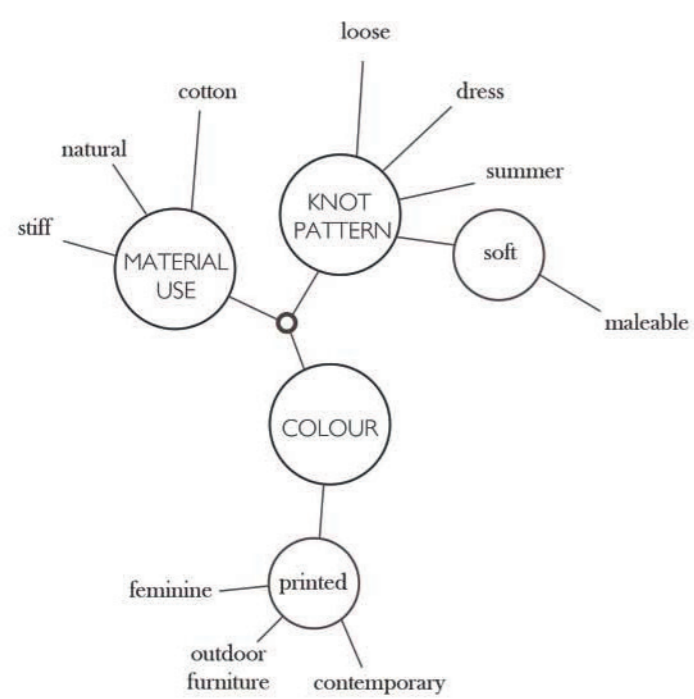 loose
cotton
dress
natural
summer
KNOT
PATTERN
stiff
soft
MATERIAL
USE
maleable
COLOUR
printed
feminine
outdoor
furniture
contemporary